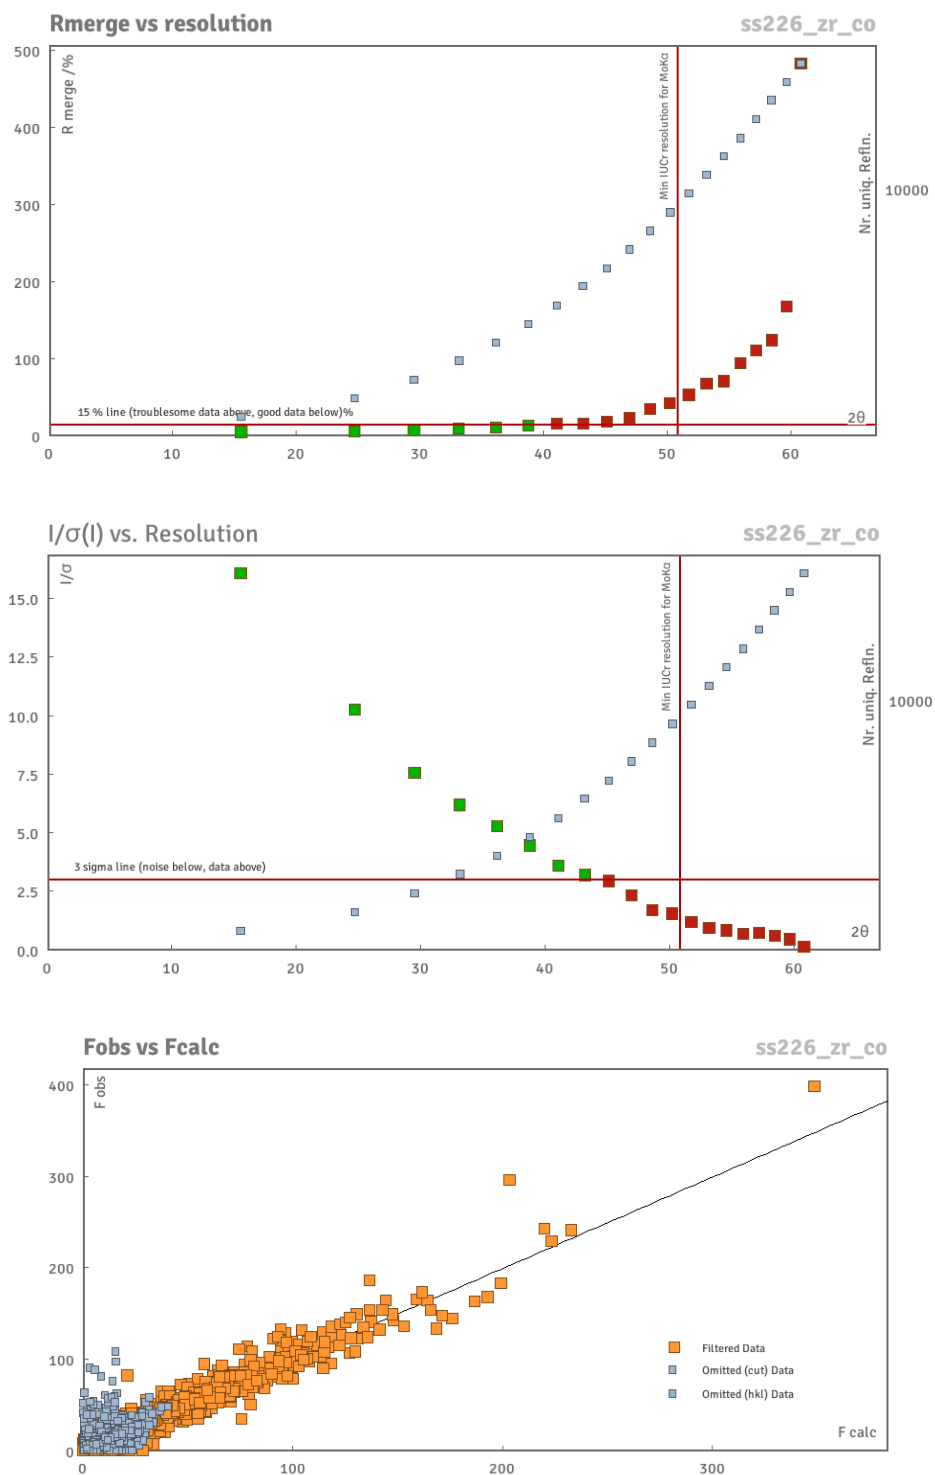 Rmerge vs resolution
ss226_zr_co
R merge /%
500
400
300
200
100
0
Min IUCr resolution for MoKα
Nr. uniq. Refln.
10000
15 % line (troublesome data above, good data below)%
2θ
0 10 20 30 40 50 60
I/σ(I) vs. Resolution
ss226_zr_co
I/σ
15.0
12.5
10.0
7.5
5.0
2.5
0.0
Min IUCr resolution for MoKα
Nr. uniq. Refln.
10000
3 sigma line (noise below, data above)
2θ
0 10 20 30 40 50 60
Fobs vs Fcalc
ss226_zr_co
F obs
400
300
200
100
0
Filtered Data
Omitted (cut) Data
Omitted (hkl) Data
F calc
0 100 200 300